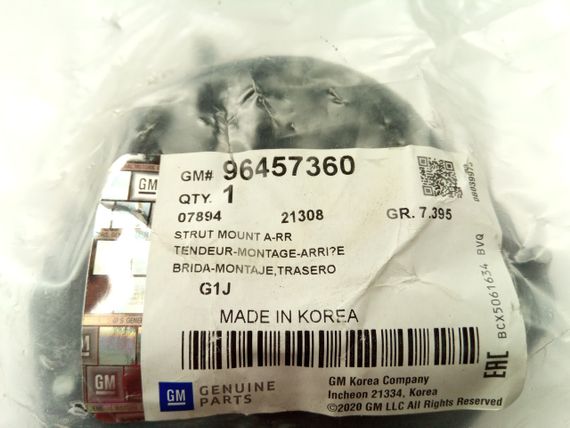 GM# 96457360
QTY. 1
07894 21308 GR. 7.395
STRUT MOUNT A-RR
TENDEUR-MONTAGE-ARRI?E
BRIDA-MONTAJE,TRASERO
G1J
MADE IN KOREA
GM GENUINE PARTS
GM Korea Company
Incheon 21334, Korea
©2020 GM LLC All Rights Reserved
BCX5061634 BVQ
EAC
GM